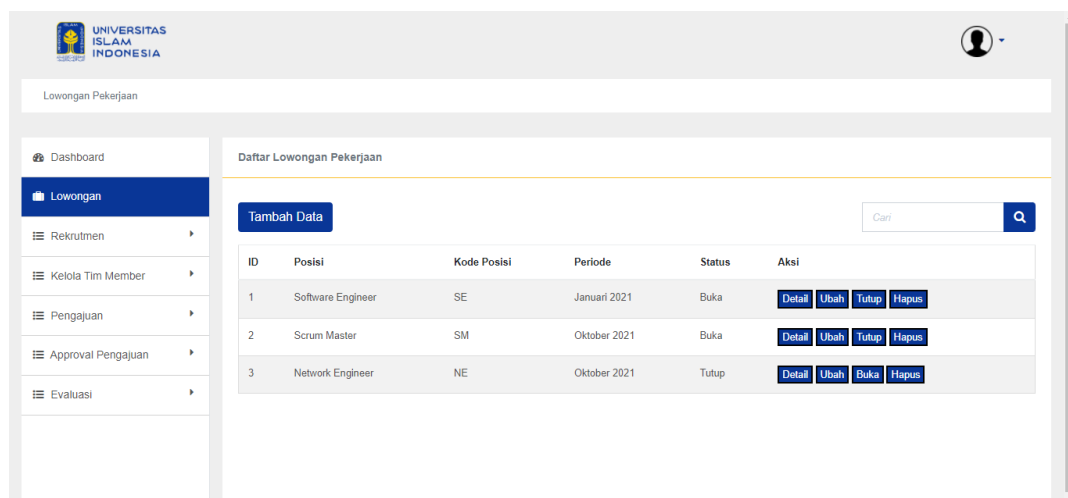 UNIVERSITAS
ISLAM
INDONESIA
Lowongan Pekerjaan
Dashboard
Lowongan
Rekrutmen
Kelola Tim Member
Pengajuan
Approval Pengajuan
Evaluasi
Daftar Lowongan Pekerjaan
Tambah Data
Cari
ID Posisi Kode Posisi Periode Status Aksi
1 Software Engineer SE Januari 2021 Buka Detail Ubah Tutup Hapus
2 Scrum Master SM Oktober 2021 Buka Detail Ubah Tutup Hapus
3 Network Engineer NE Oktober 2021 Tutup Detail Ubah Buka Hapus